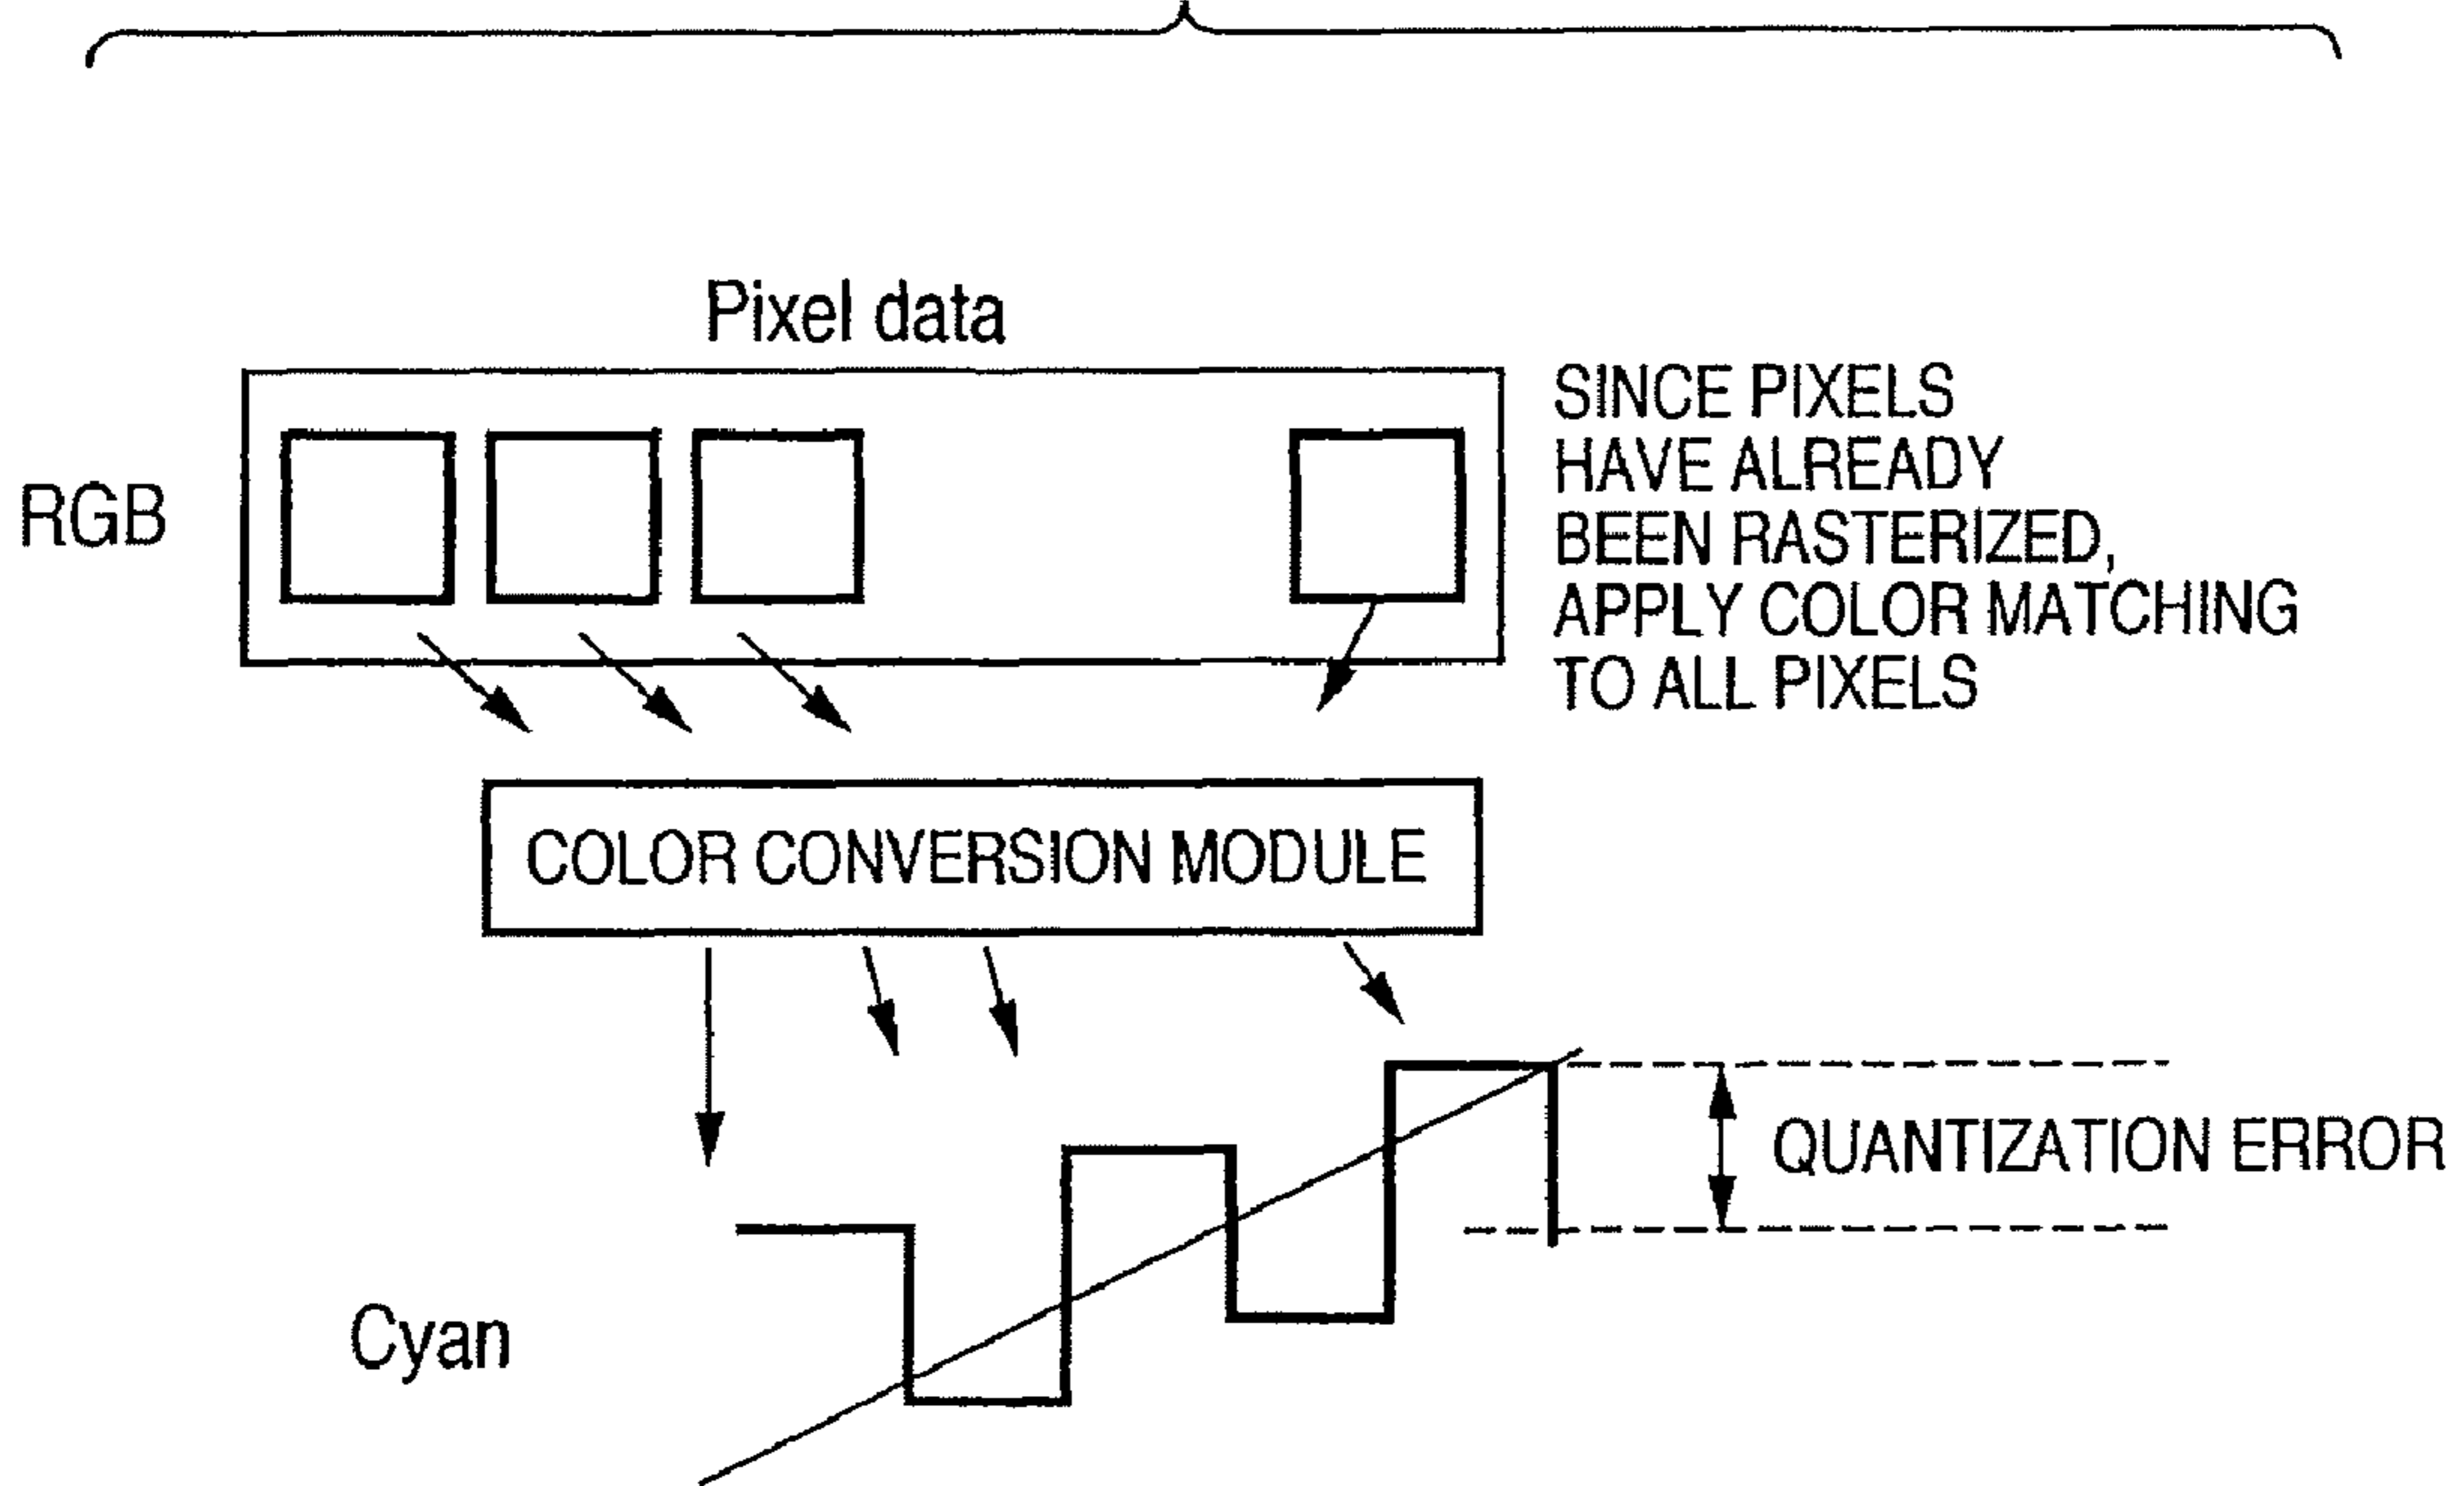 Pixel data
RGB
SINCE PIXELS
HAVE ALREADY
BEEN RASTERIZED,
APPLY COLOR MATCHING
TO ALL PIXELS
COLOR CONVERSION MODULE
QUANTIZATION ERROR
Cyan